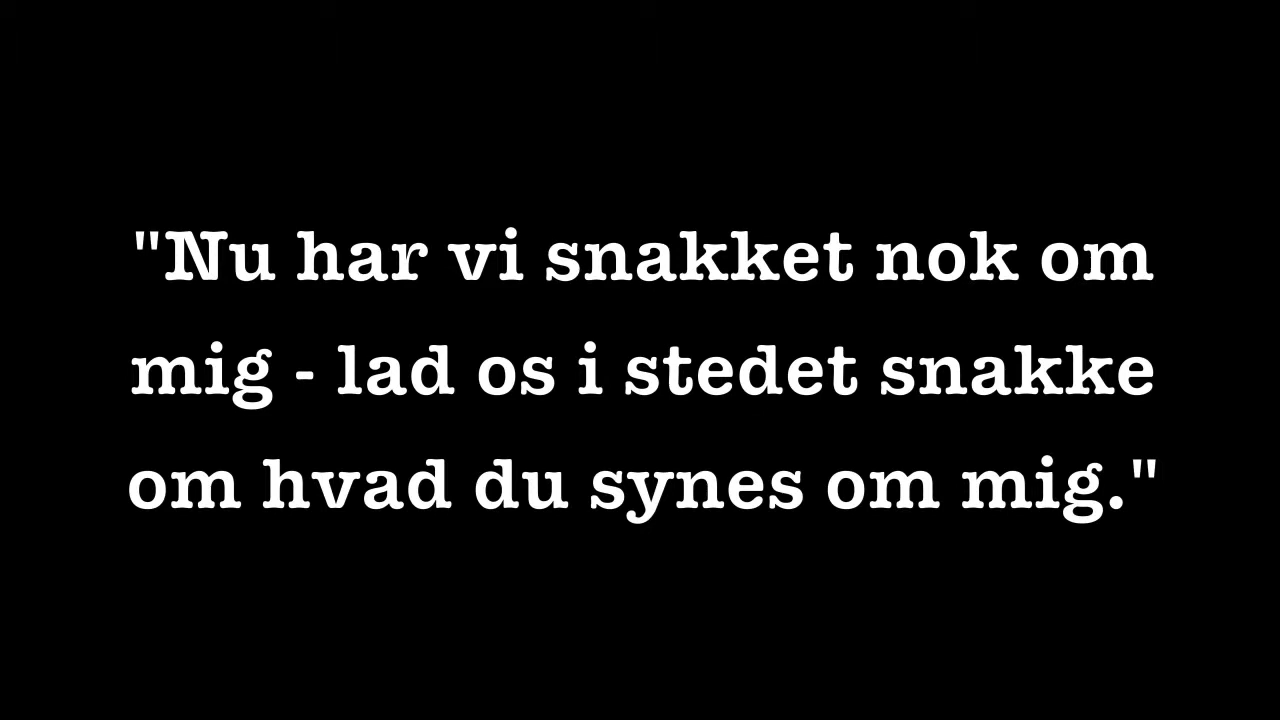 "Nu har vi snakket nok om
mig - lad os i stedet snakke
om hvad du synes om mig."